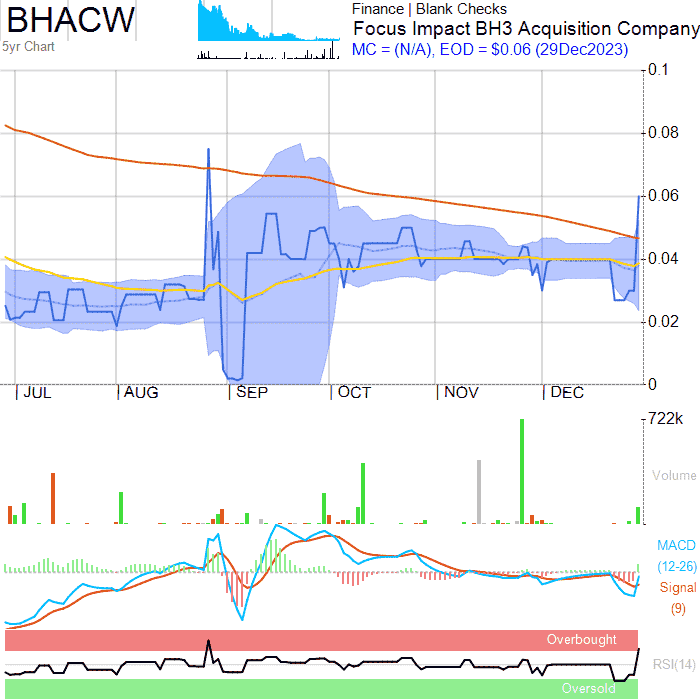 BHACW
5yr Chart
Finance | Blank Checks
Focus Impact BH3 Acquisition Company
MC = (N/A), EOD = $0.06 (29Dec2023)
0.1
0.08
0.06
0.04
0.02
0
JUL AUG SEP OCT NOV DEC
722k
Volume
MACD
(12-26)
Signal
(9)
Overbought
RSI(14)
Oversold